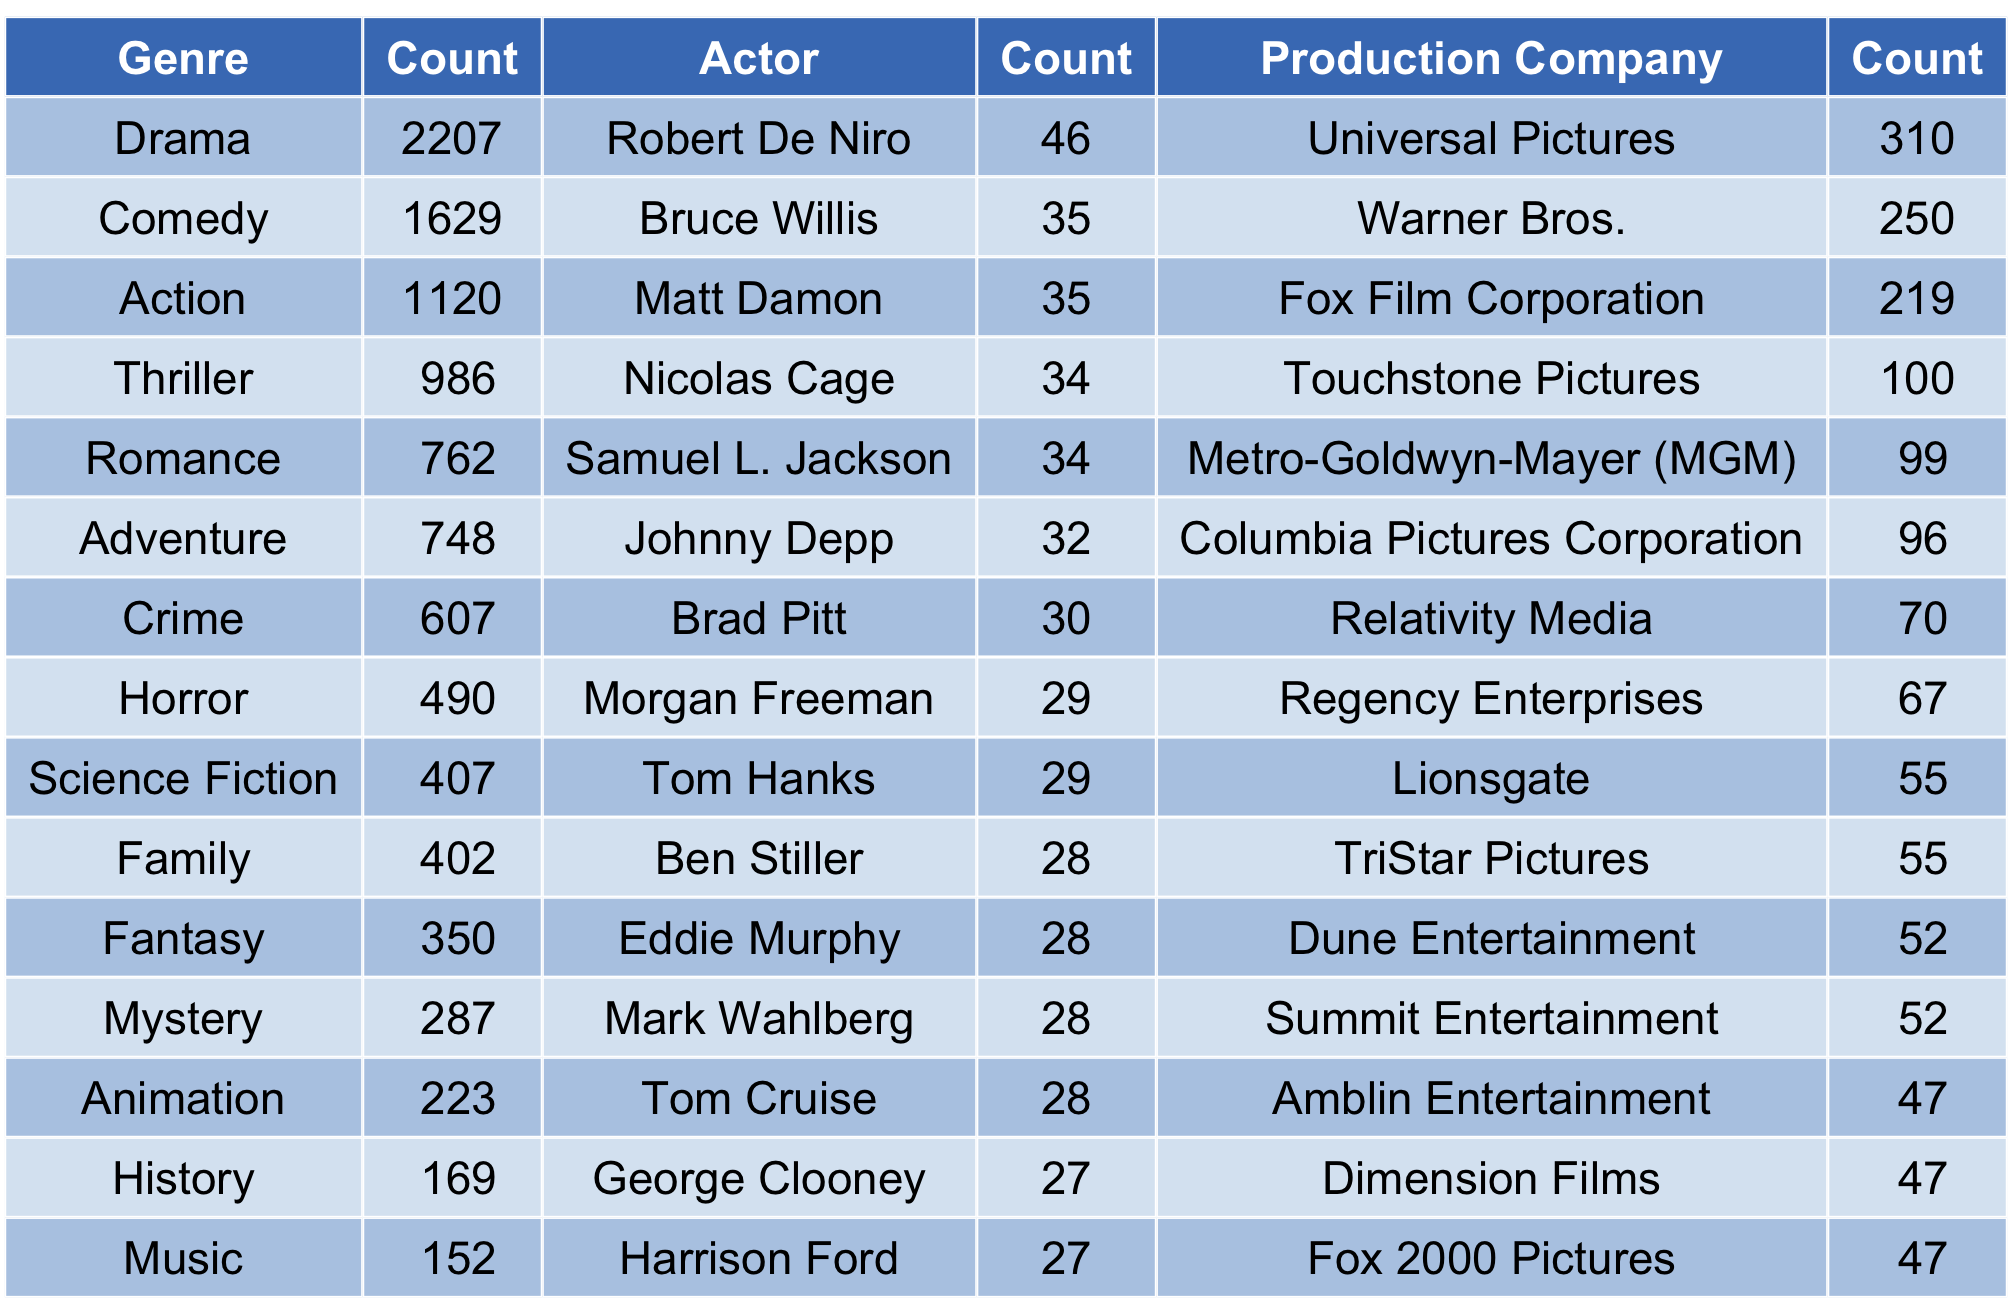 Genre Count Actor Count Production Company Count
Drama 2207 Robert De Niro 46 Universal Pictures 310
Comedy 1629 Bruce Willis 35 Warner Bros. 250
Action 1120 Matt Damon 35 Fox Film Corporation 219
Thriller 986 Nicolas Cage 34 Touchstone Pictures 100
Romance 762 Samuel L. Jackson 34 Metro-Goldwyn-Mayer (MGM) 99
Adventure 748 Johnny Depp 32 Columbia Pictures Corporation 96
Crime 607 Brad Pitt 30 Relativity Media 70
Horror 490 Morgan Freeman 29 Regency Enterprises 67
Science Fiction 407 Tom Hanks 29 Lionsgate 55
Family 402 Ben Stiller 28 TriStar Pictures 55
Fantasy 350 Eddie Murphy 28 Dune Entertainment 52
Mystery 287 Mark Wahlberg 28 Summit Entertainment 52
Animation 223 Tom Cruise 28 Amblin Entertainment 47
History 169 George Clooney 27 Dimension Films 47
Music 152 Harrison Ford 27 Fox 2000 Pictures 47